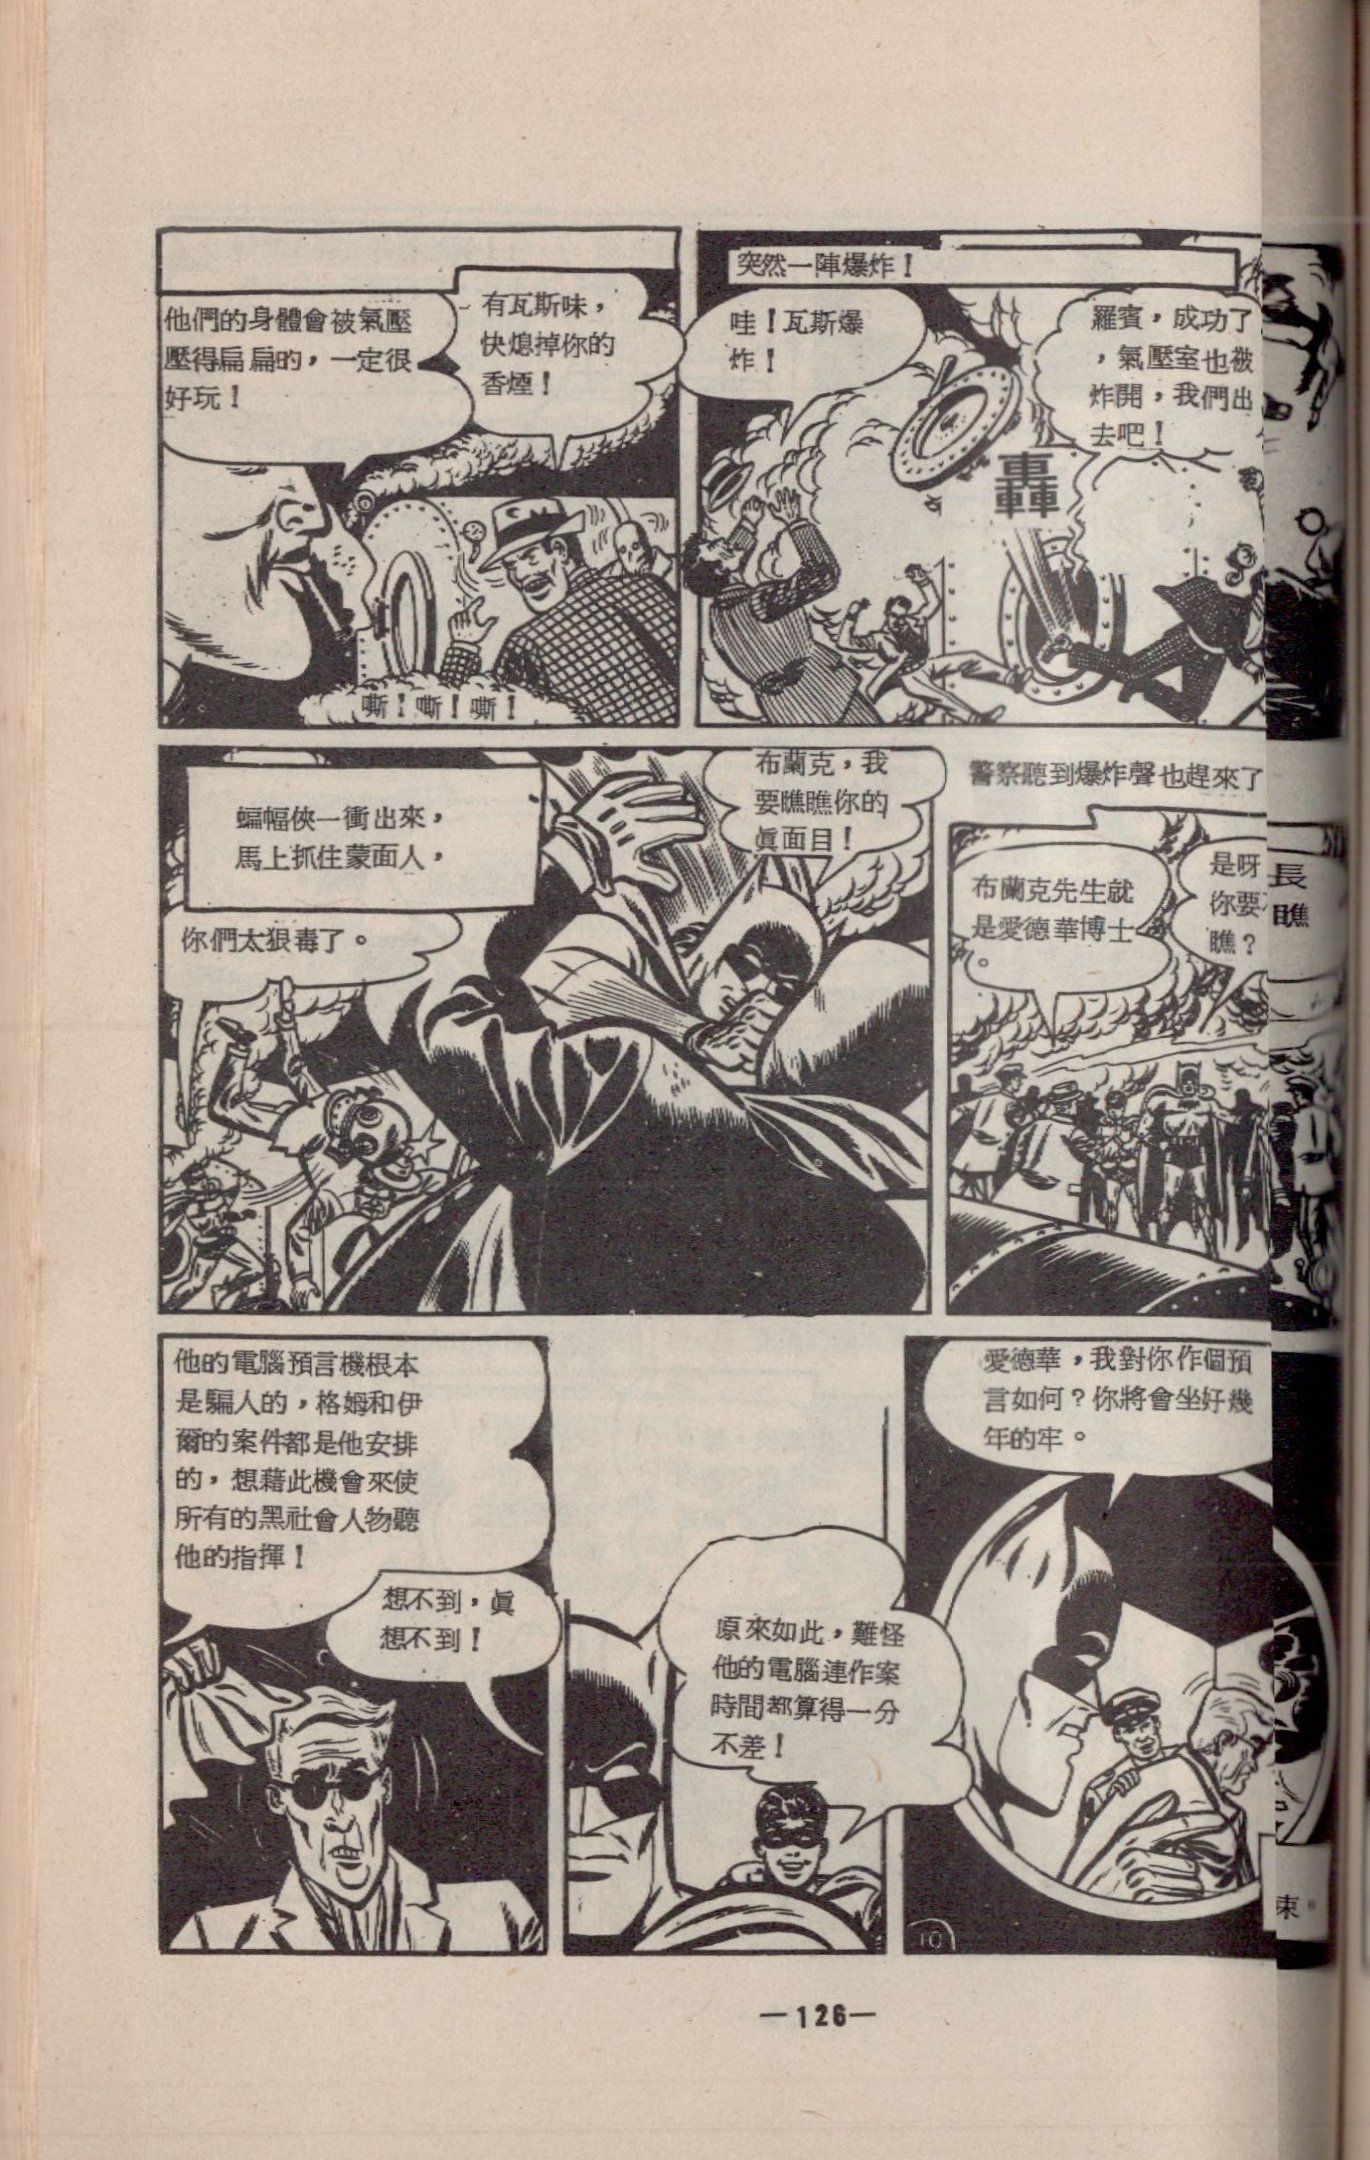 他們的身體會被氣壓
壓得扁扁的，一定很
好玩！
有瓦斯味，
快熄掉你的
香煙！
嘶！嘶！嘶！
突然一陣爆炸！
哇！瓦斯爆
炸！
羅賓，成功了
，氣壓室也被
炸開，我們出
去吧！
轟
蝙蝠俠一衝出來，
馬上抓住蒙面人，
你們太狠毒了。
布蘭克，我
要瞧瞧你的
眞面目！
警察聽到爆炸聲也趕來了
布蘭克先生就
是愛德華博士
。
是呀
長
你要
瞧
瞧？
他的電腦預言機根本
是騙人的，格姆和伊
爾的案件都是他安排
的，想藉此機會來使
所有的黑社會人物聽
他的指揮！
想不到，眞
想不到！
原來如此，難怪
他的電腦連作案
時間都算得一分
不差！
愛德華，我對你作個預
言如何？你將會坐好幾
年的牢。
束。
10
—126—